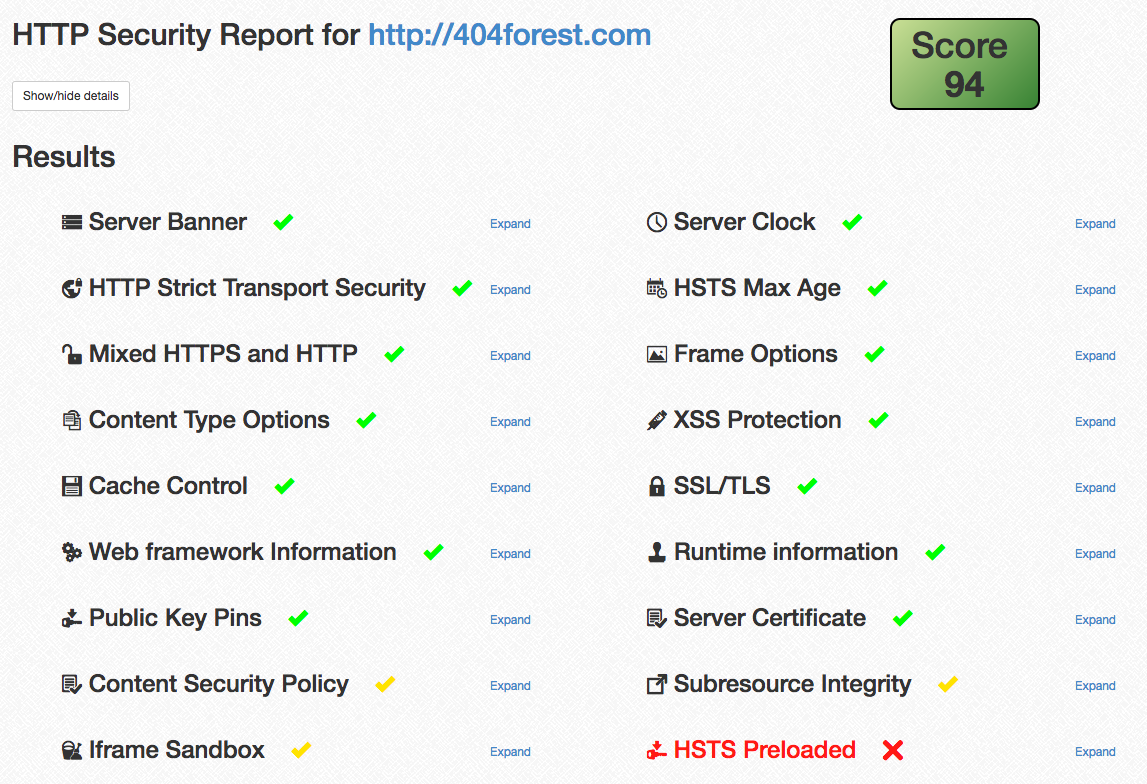 HTTP Security Report for http://404forest.com
Score
94
Show/hide details
Results
Server Banner Expand
Server Clock Expand
HTTP Strict Transport Security Expand
HSTS Max Age Expand
Mixed HTTPS and HTTP Expand
Frame Options Expand
Content Type Options Expand
XSS Protection Expand
Cache Control Expand
SSL/TLS Expand
Web framework Information Expand
Runtime information Expand
Public Key Pins Expand
Server Certificate Expand
Content Security Policy Expand
Subresource Integrity Expand
Iframe Sandbox Expand
HSTS Preloaded Expand